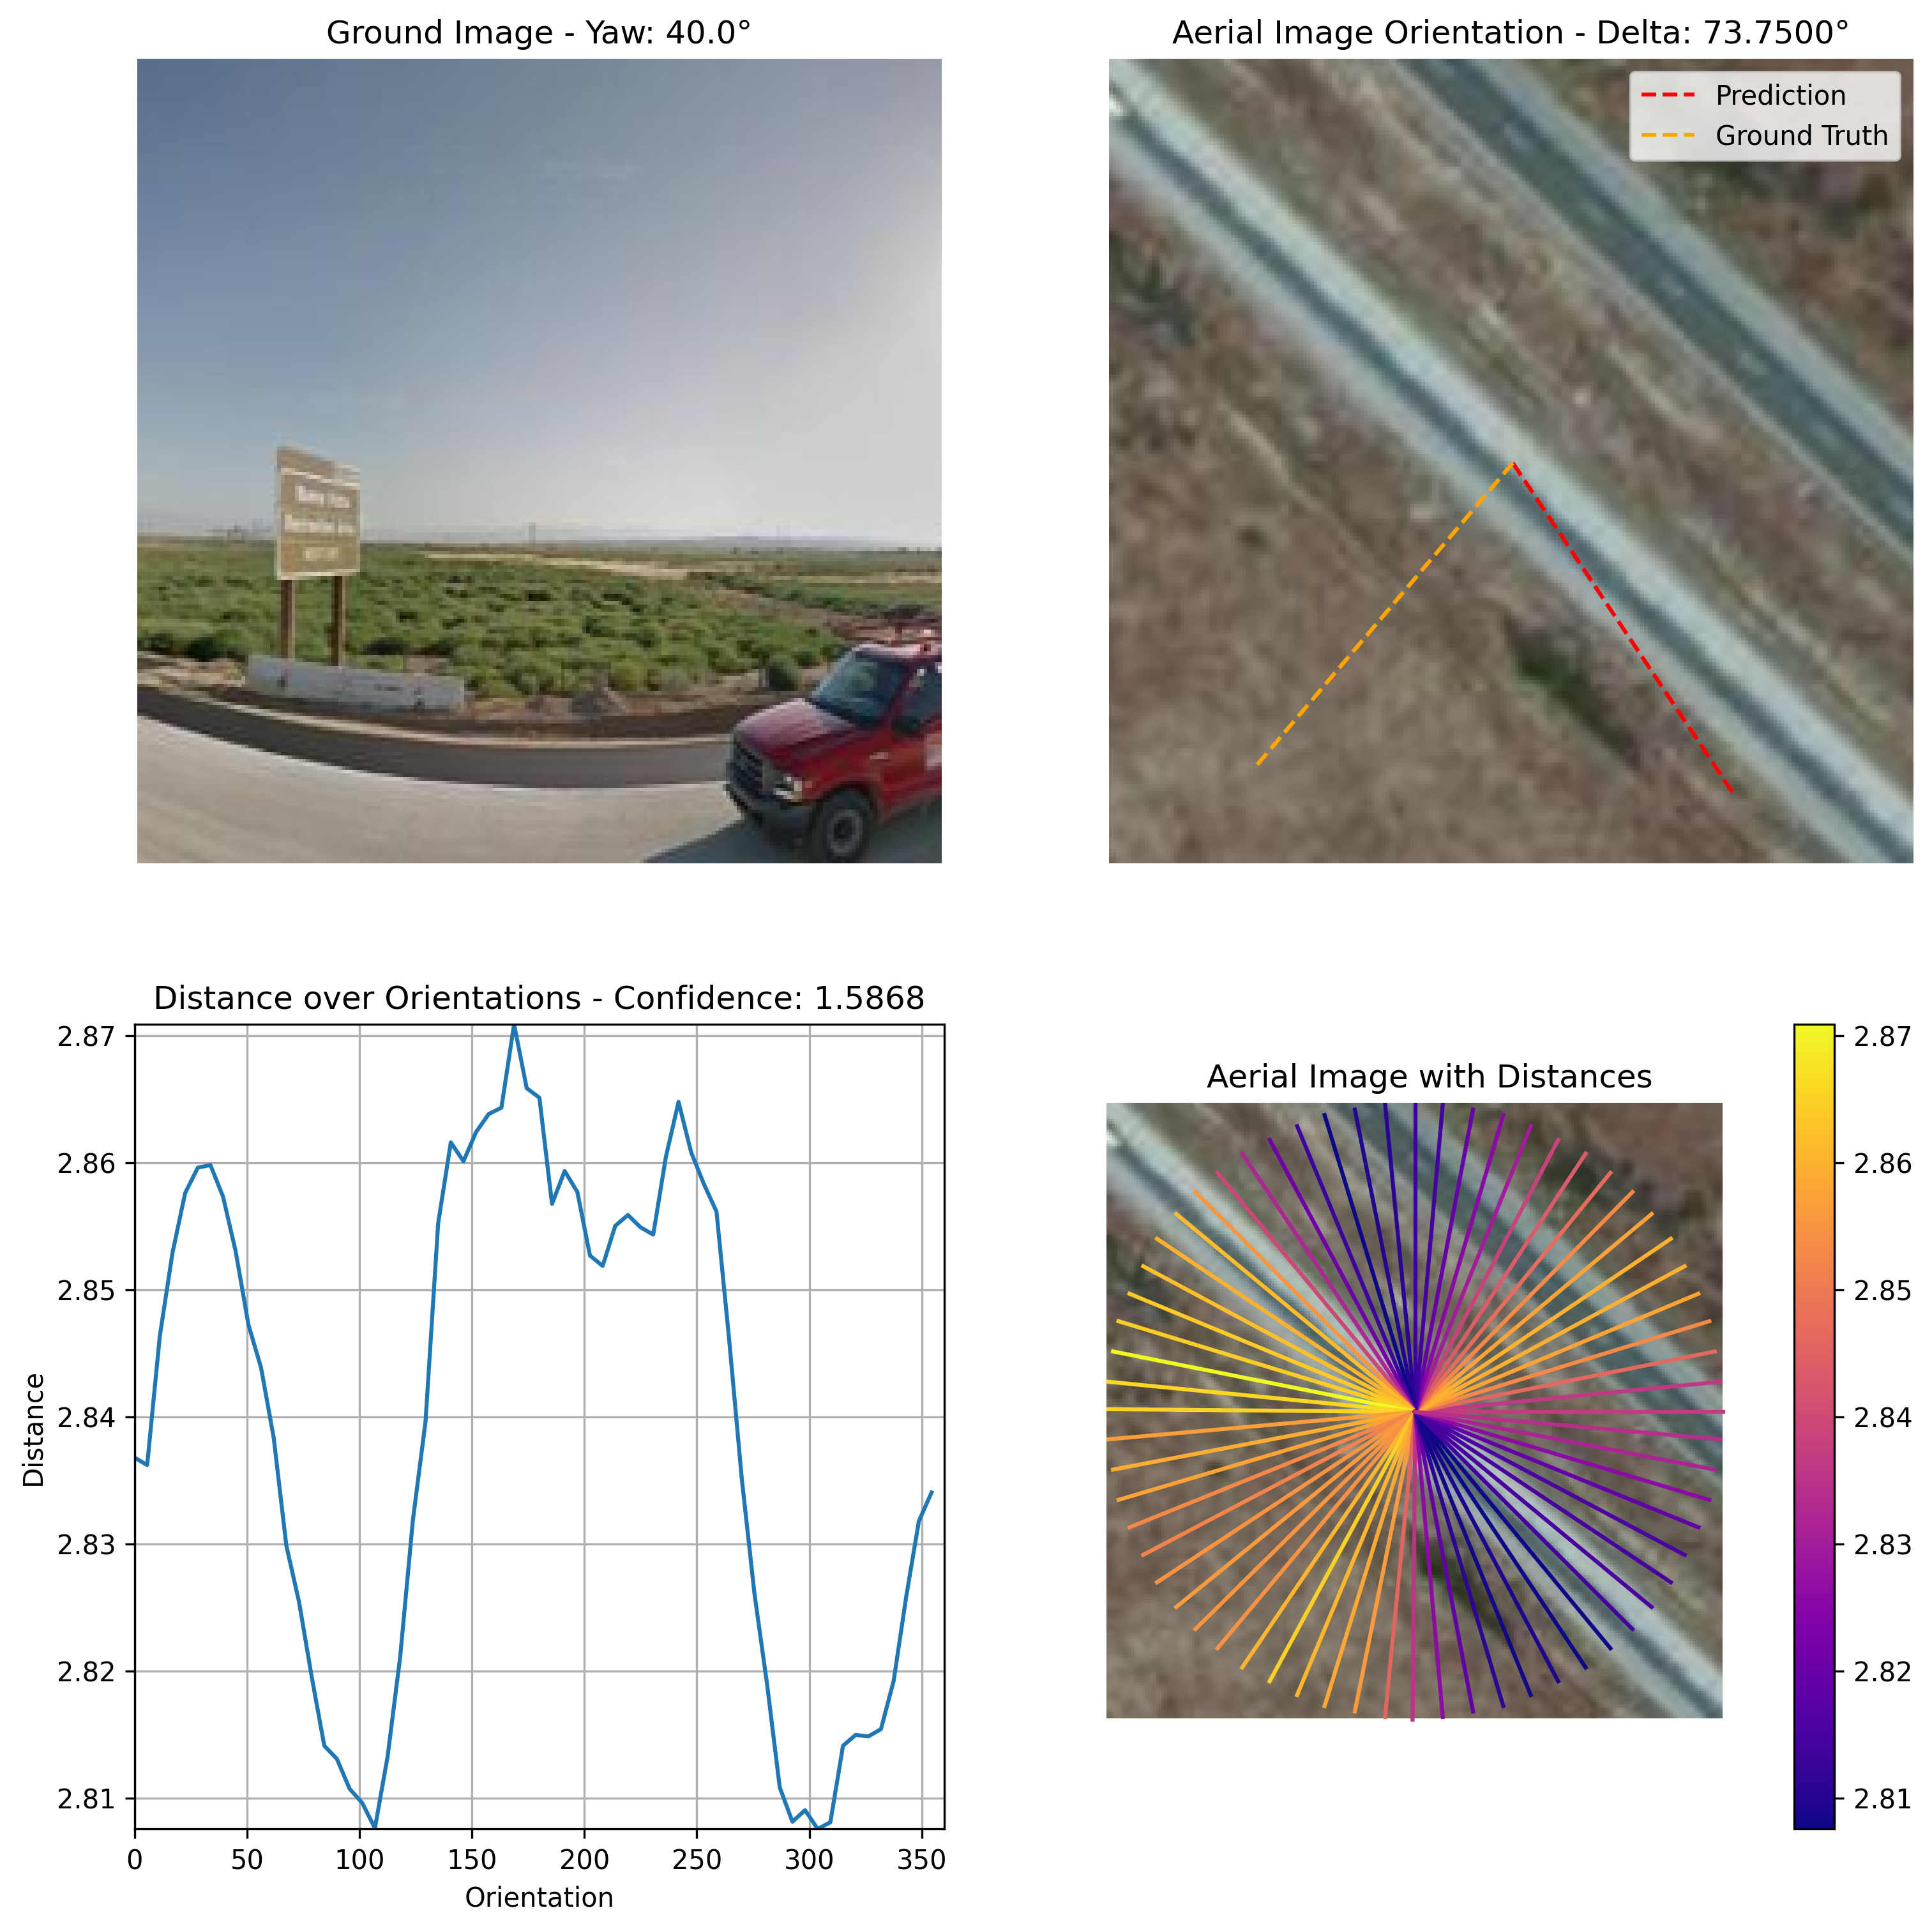 Ground Image - Yaw: 40.0°
Aerial Image Orientation - Delta: 73.7500°
Prediction
Ground Truth
Distance over Orientations - Confidence: 1.5868
2.87
2.86
2.85
2.84
2.83
2.82
2.81
Distance
0 50 100 150 200 250 300 350
Orientation
Aerial Image with Distances
2.87
2.86
2.85
2.84
2.83
2.82
2.81